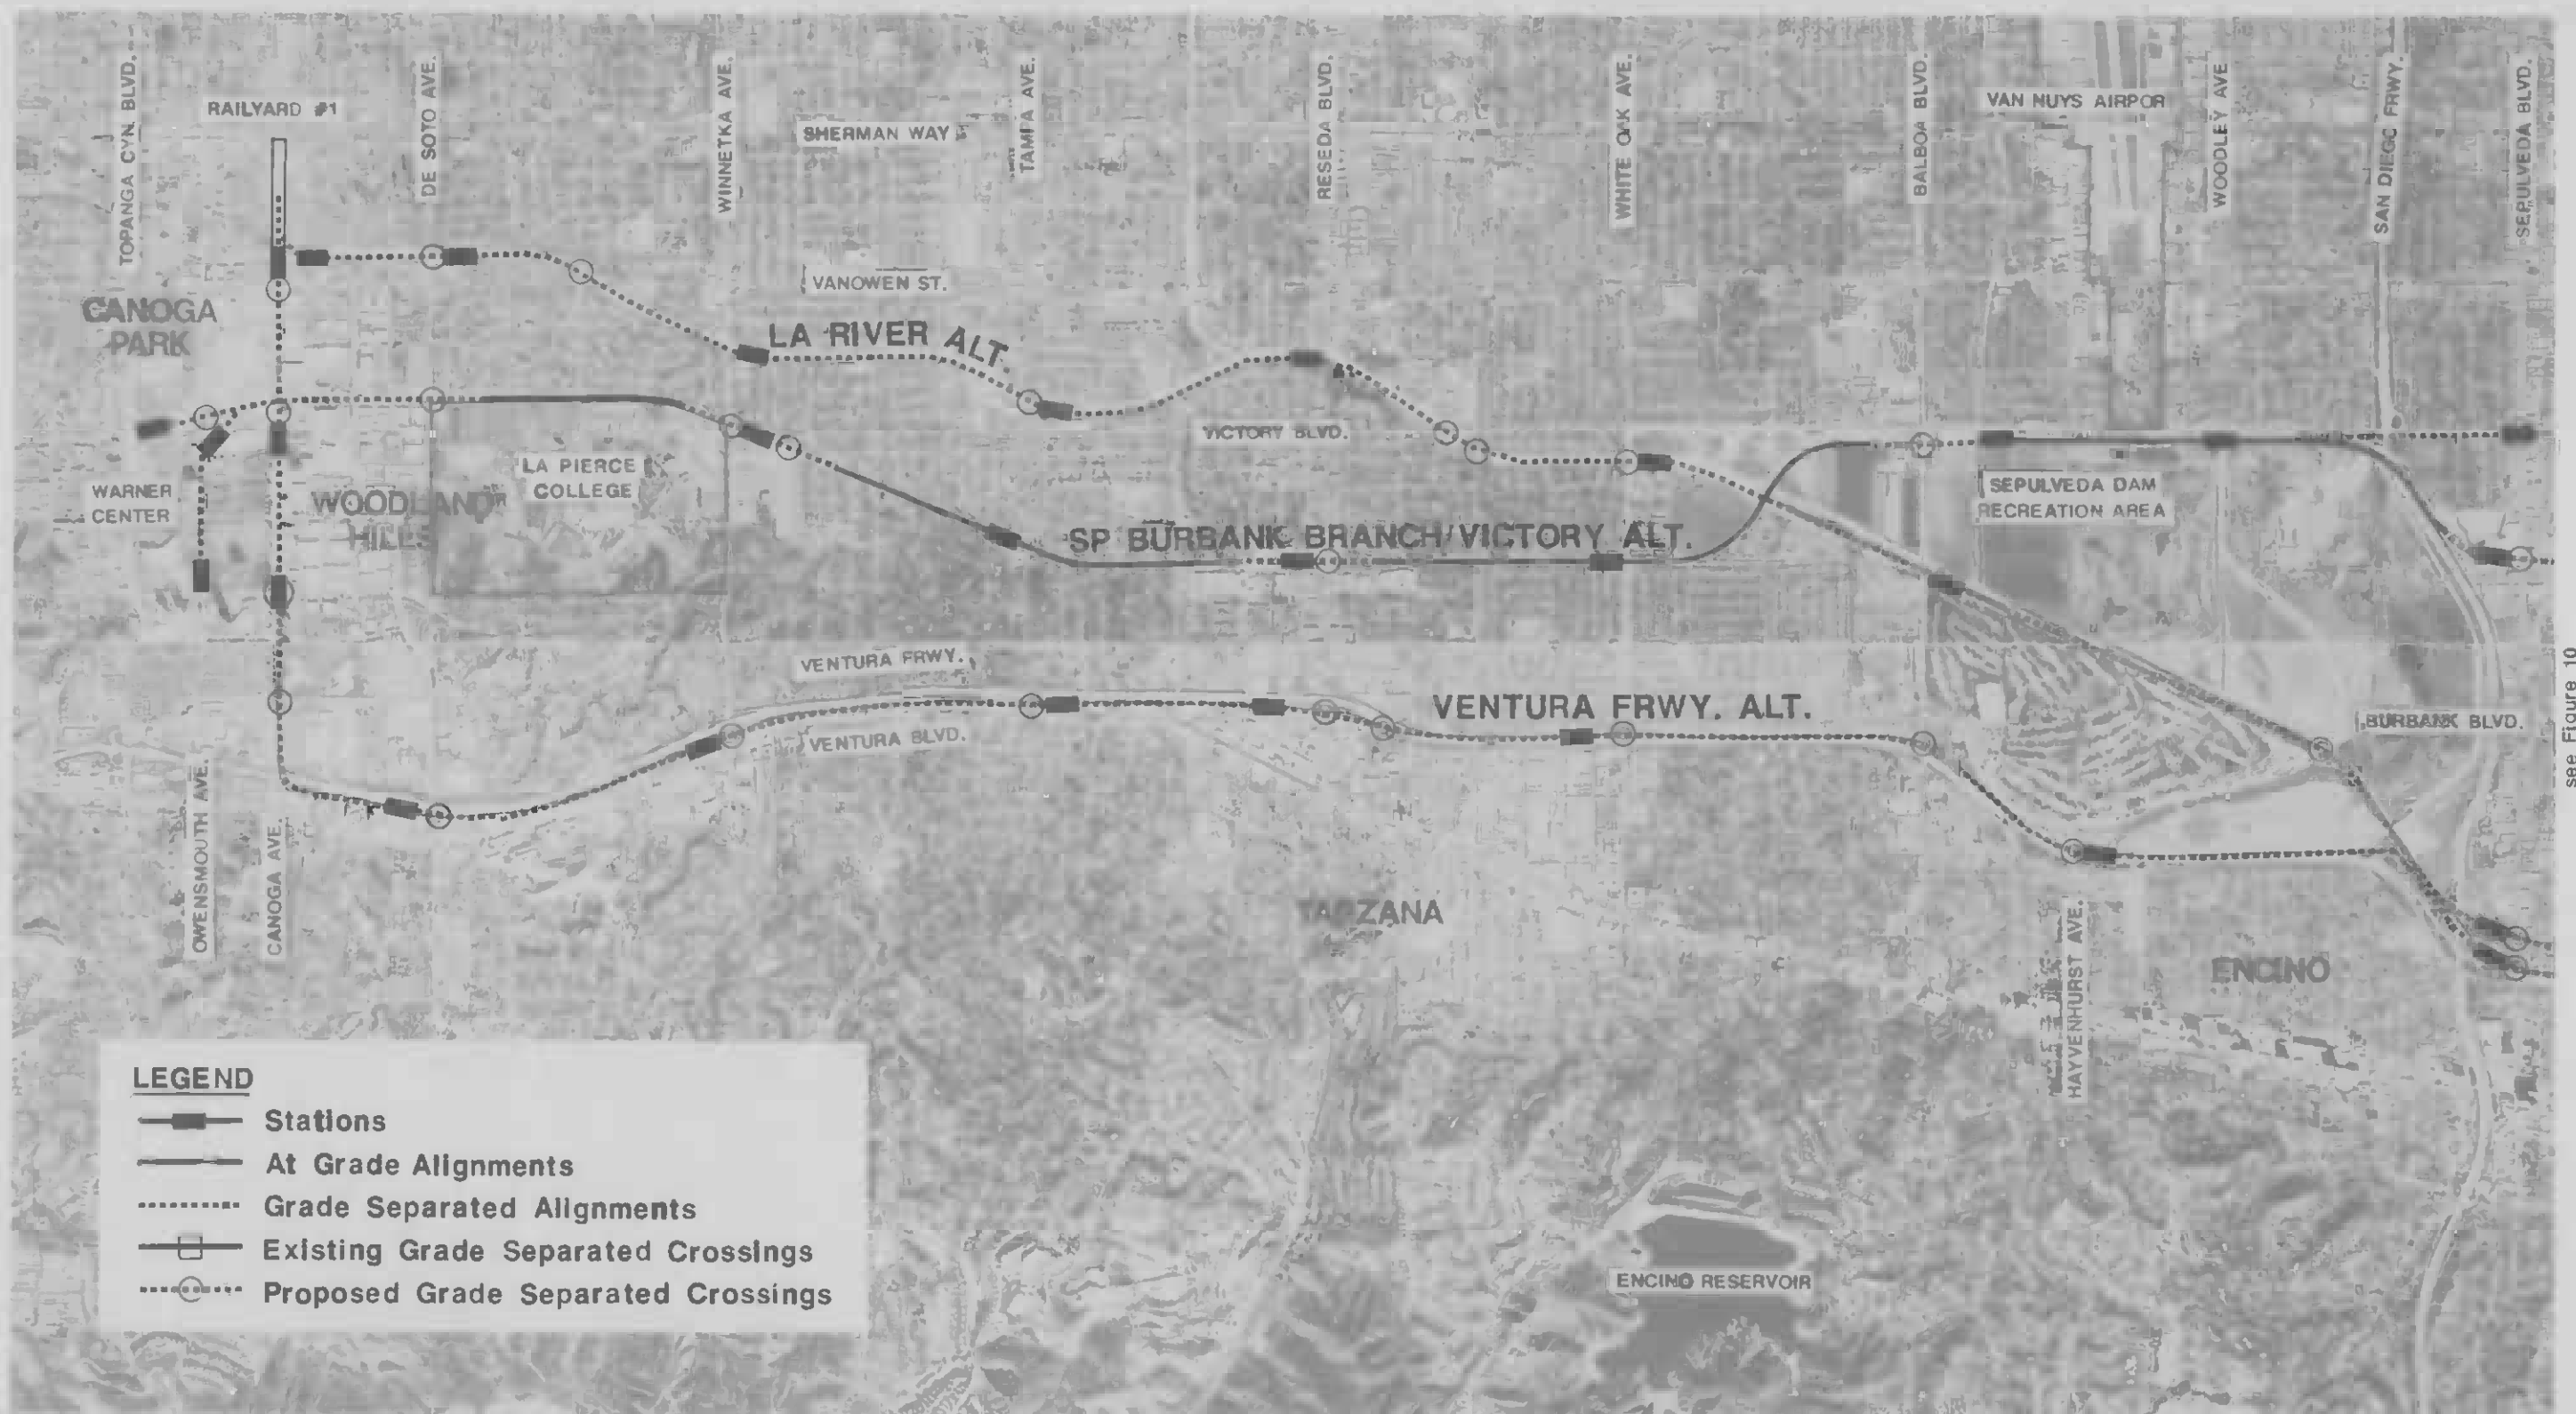 TOPANGA CYN. BLVD.
RAILYARD #1
DE SOTO AVE.
WINNETKA AVE.
SHERMAN WAY
TAMPA AVE.
RESEDA BLVD.
WHITE OAK AVE.
BALBOA BLVD.
VAN NUYS AIRPOR
WOODLEY AVE
SAN DIEGO FRWY.
SEPULVEDA BLVD.
CANOGA
PARK
VANOWEN ST.
LA RIVER ALT.
VICTORY BLVD.
WARNER
CENTER
WOODLAND
HILLS
LA PIERCE
COLLEGE
SP BURBANK BRANCH/VICTORY ALT.
SEPULVEDA DAM
RECREATION AREA
VENTURA FRWY.
VENTURA FRWY. ALT.
VENTURA BLVD.
BURBANK BLVD.
see Figure 10
OWENSMOUTH AVE.
CANOGA AVE.
TARZANA
HAYVENHURST AVE.
ENCINO
ENCINO RESERVOIR
LEGEND
Stations
At Grade Alignments
Grade Separated Alignments
Existing Grade Separated Crossings
Proposed Grade Separated Crossings